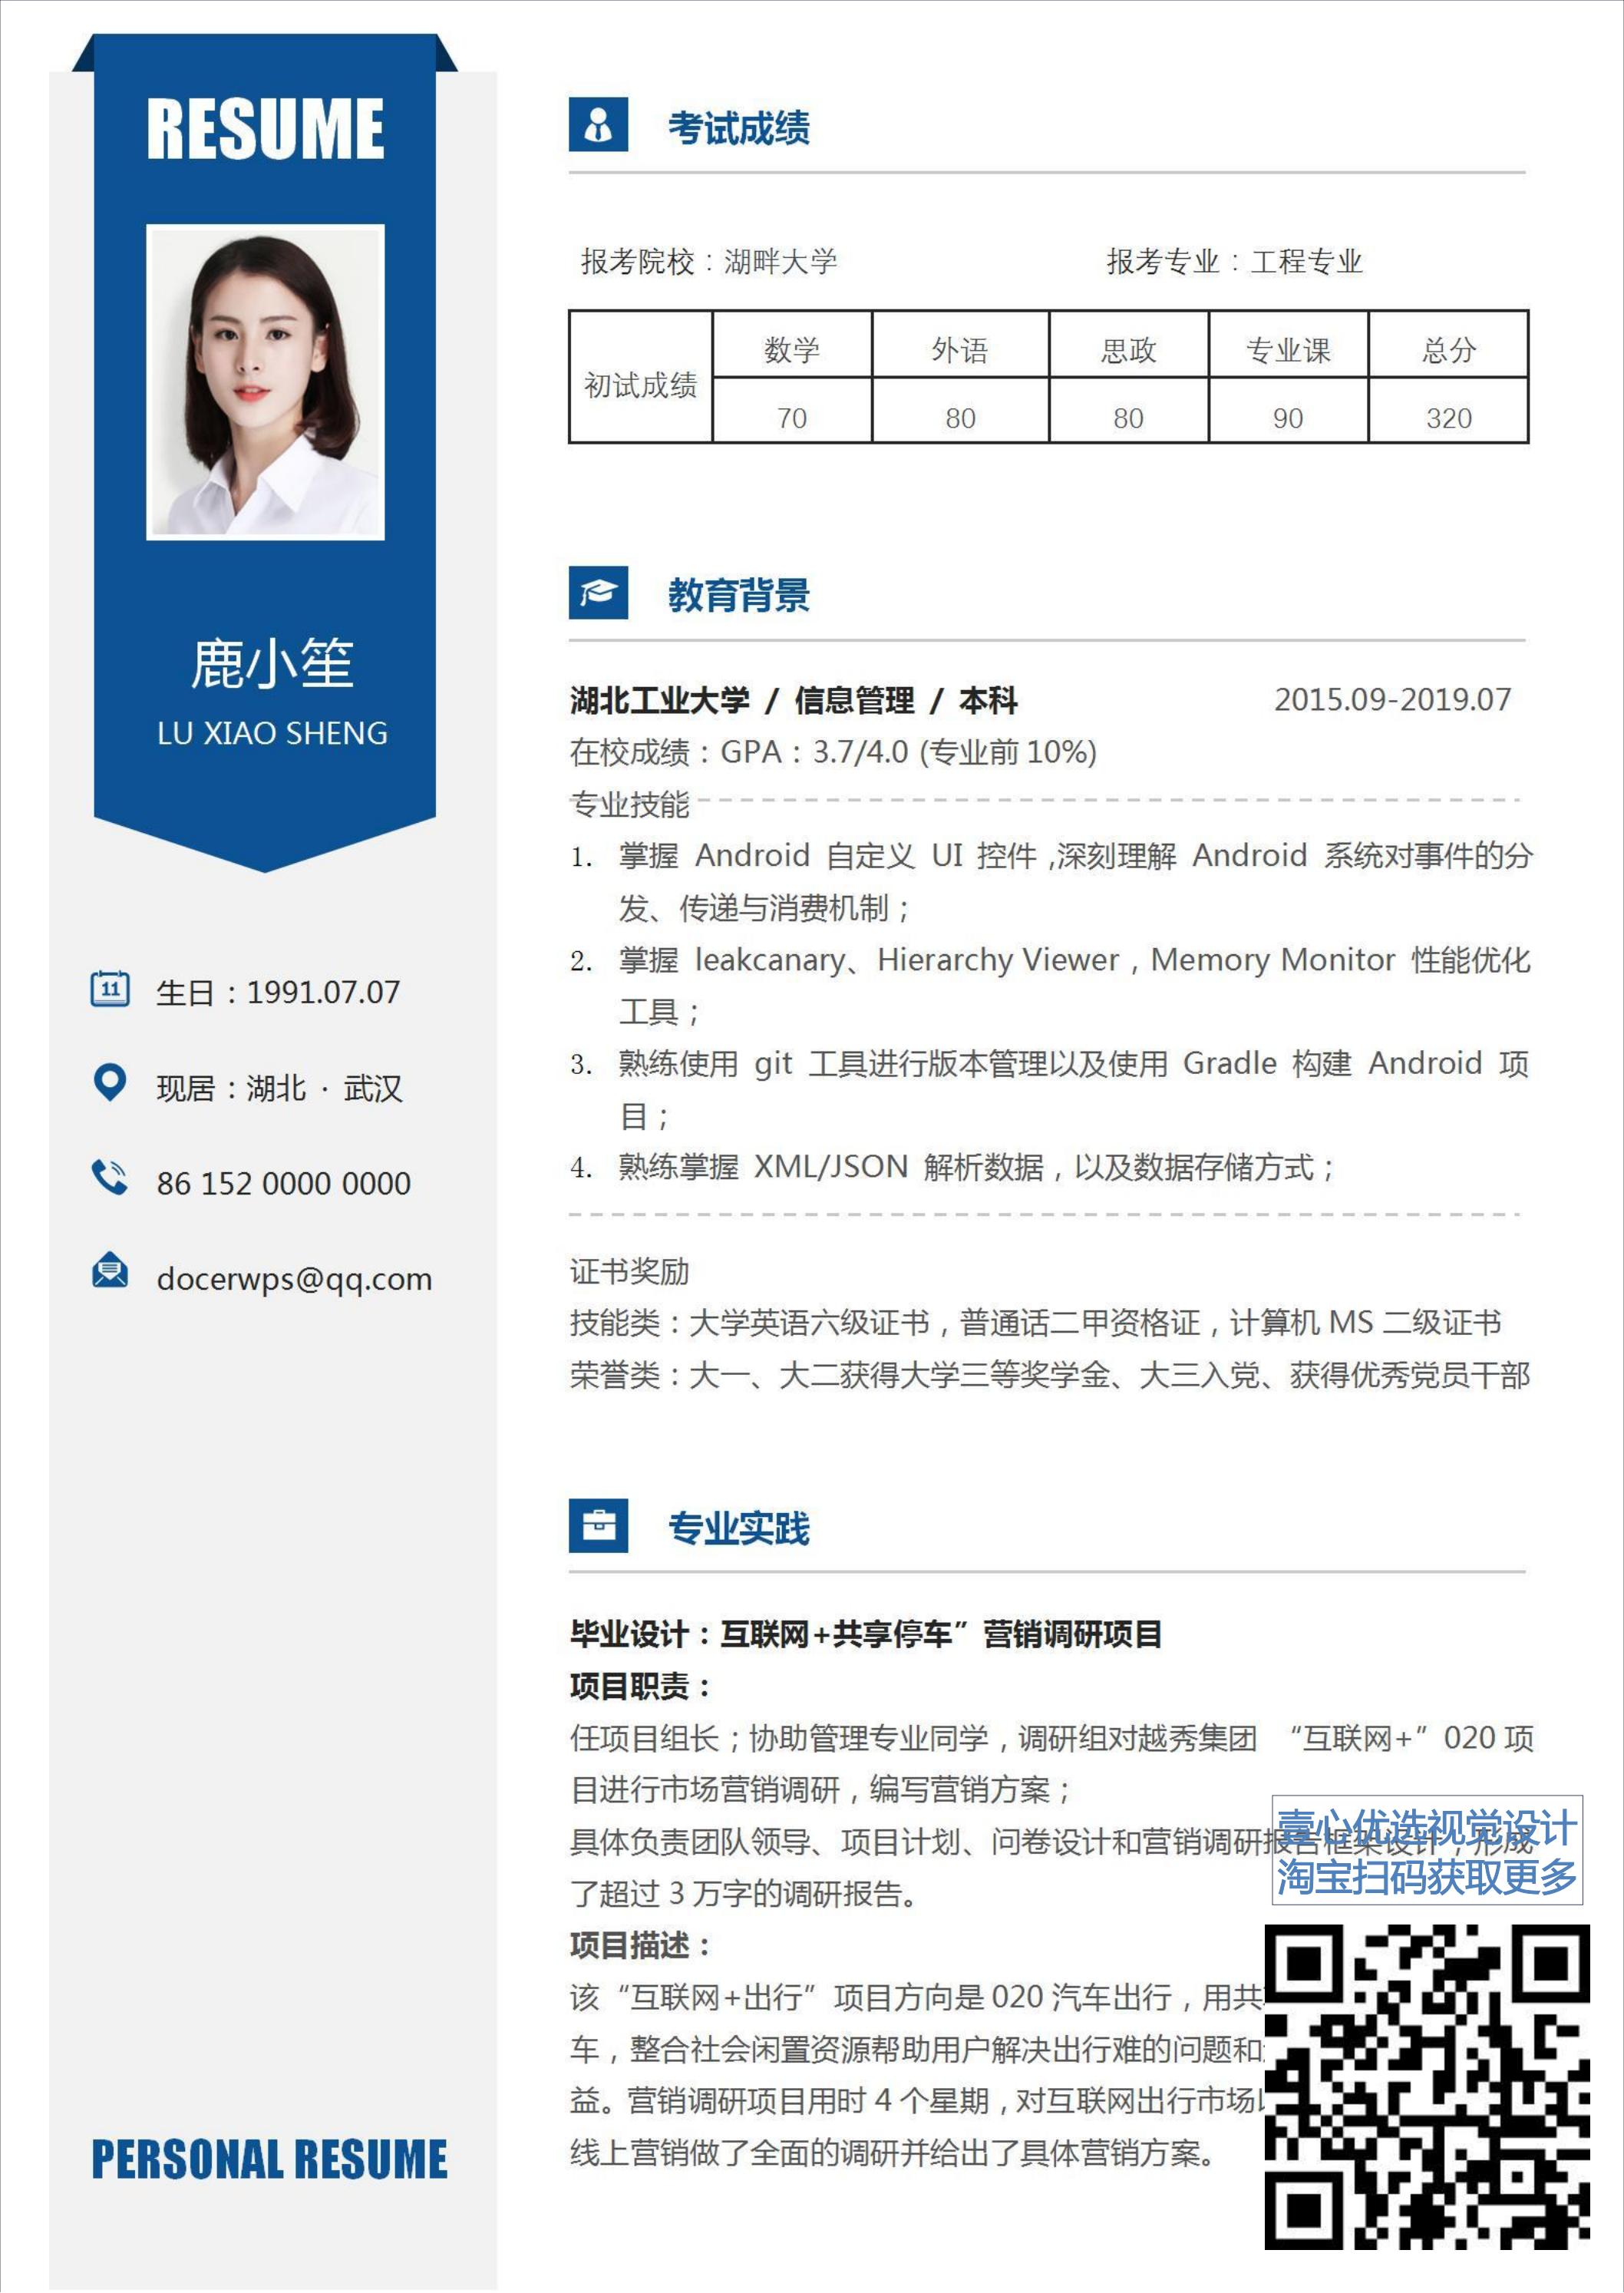 RESUME
鹿小笙
LU XIAO SHENG
11
生日：1991.07.07
现居：湖北 · 武汉
86 152 0000 0000
docerwps@qq.com
PERSONAL RESUME
考试成绩
报考院校：湖畔大学 报考专业：工程专业
初试成绩 数学 外语 思政 专业课 总分
70 80 80 90 320
教育背景
湖北工业大学 / 信息管理 / 本科 2015.09-2019.07
在校成绩：GPA：3.7/4.0 (专业前 10%)
专业技能
1. 掌握 Android 自定义 UI 控件 ,深刻理解 Android 系统对事件的分
发、传递与消费机制；
2. 掌握 leakcanary、Hierarchy Viewer，Memory Monitor 性能优化
工具；
3. 熟练使用 git 工具进行版本管理以及使用 Gradle 构建 Android 项
目；
4. 熟练掌握 XML/JSON 解析数据，以及数据存储方式；
证书奖励
技能类：大学英语六级证书，普通话二甲资格证，计算机 MS 二级证书
荣誉类：大一、大二获得大学三等奖学金、大三入党、获得优秀党员干部
专业实践
毕业设计：互联网+共享停车”营销调研项目
项目职责：
任项目组长；协助管理专业同学，调研组对越秀集团 “互联网+”020 项
目进行市场营销调研，编写营销方案；
具体负责团队领导、项目计划、问卷设计和营销调研报告框架设计，形成
了超过 3 万字的调研报告。
项目描述：
该“互联网+出行”项目方向是 020 汽车出行，用共
车，整合社会闲置资源帮助用户解决出行难的问题和
益。营销调研项目用时 4 个星期，对互联网出行市场
线上营销做了全面的调研并给出了具体营销方案。
壹心优选视觉设计
淘宝扫码获取更多